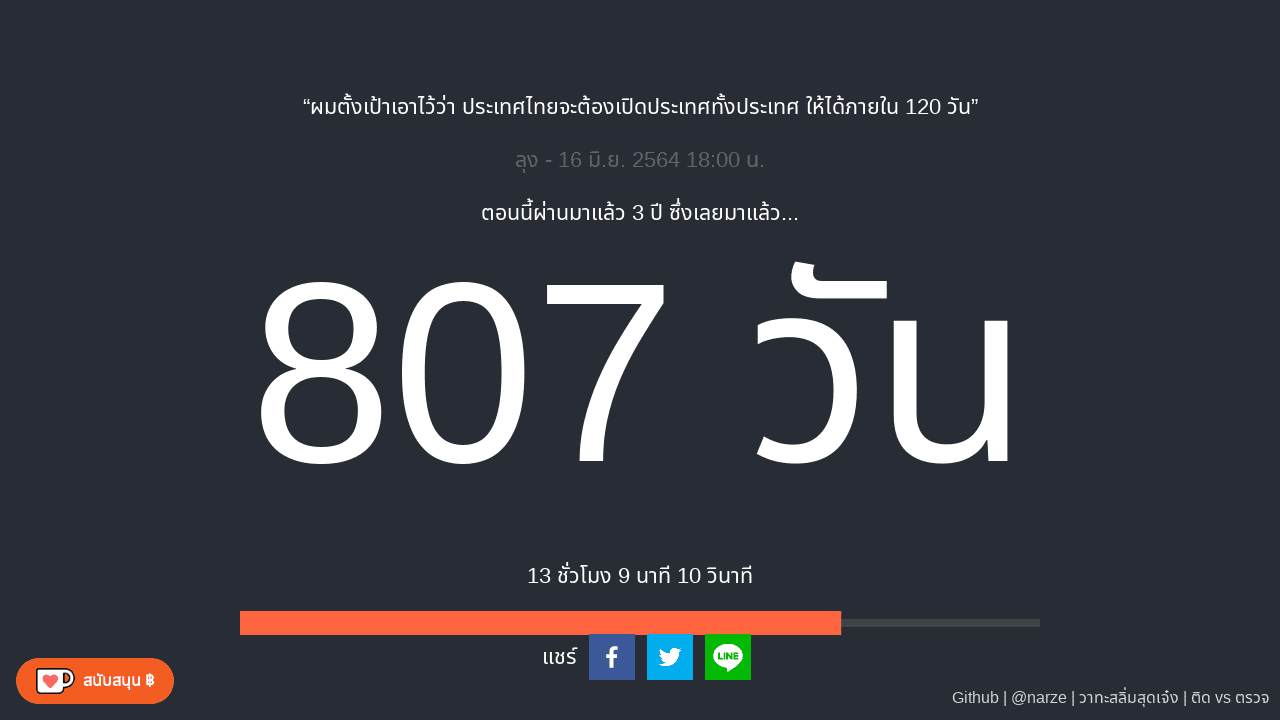 “ผมตั้งเป้าเอาไว้ว่า ประเทศไทยจะต้องเปิดประเทศทั้งประเทศ ให้ได้ภายใน 120 วัน”
ลุง - 16 มิ.ย. 2564 18:00 น.
ตอนนี้ผ่านมาแล้ว 3 ปี ซึ่งเลยมาแล้ว...
807 วัน
13 ชั่วโมง 9 นาที 10 วินาที
แชร์
LINE
สนับสนุน ฿
Github | @narze | วาทะสลิ่มสุดเจ๋ง | ติด vs ตรวจ